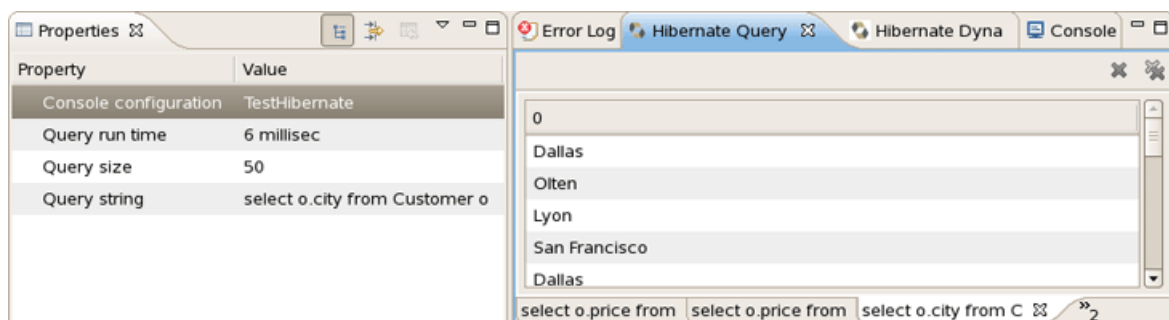 Properties
Property Value
Console configuration TestHibernate
Query run time 6 millisec
Query size 50
Query string select o.city from Customer o
Error Log Hibernate Query Hibernate Dyna Console
0
Dallas
Olten
Lyon
San Francisco
Dallas
select o.price from select o.price from select o.city from C »2